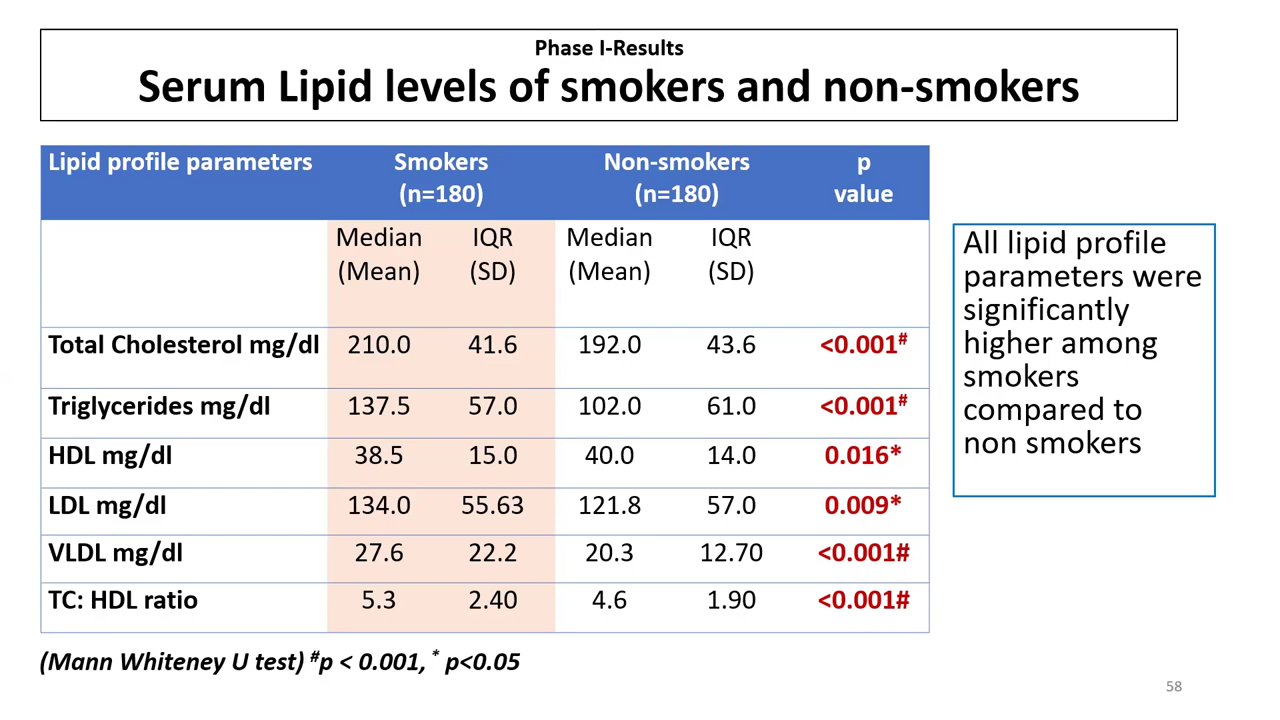 Phase I-Results
Serum Lipid levels of smokers and non-smokers
Lipid profile parameters Smokers (n=180) Non-smokers (n=180) p value
Median (Mean) IQR (SD) Median (Mean) IQR (SD)
Total Cholesterol mg/dl 210.0 41.6 192.0 43.6 <0.001#
Triglycerides mg/dl 137.5 57.0 102.0 61.0 <0.001#
HDL mg/dl 38.5 15.0 40.0 14.0 0.016*
LDL mg/dl 134.0 55.63 121.8 57.0 0.009*
VLDL mg/dl 27.6 22.2 20.3 12.70 <0.001#
TC: HDL ratio 5.3 2.40 4.6 1.90 <0.001#
(Mann Whiteney U test) #p < 0.001, * p<0.05
All lipid profile
parameters were
significantly
higher among
smokers
compared to
non smokers
58